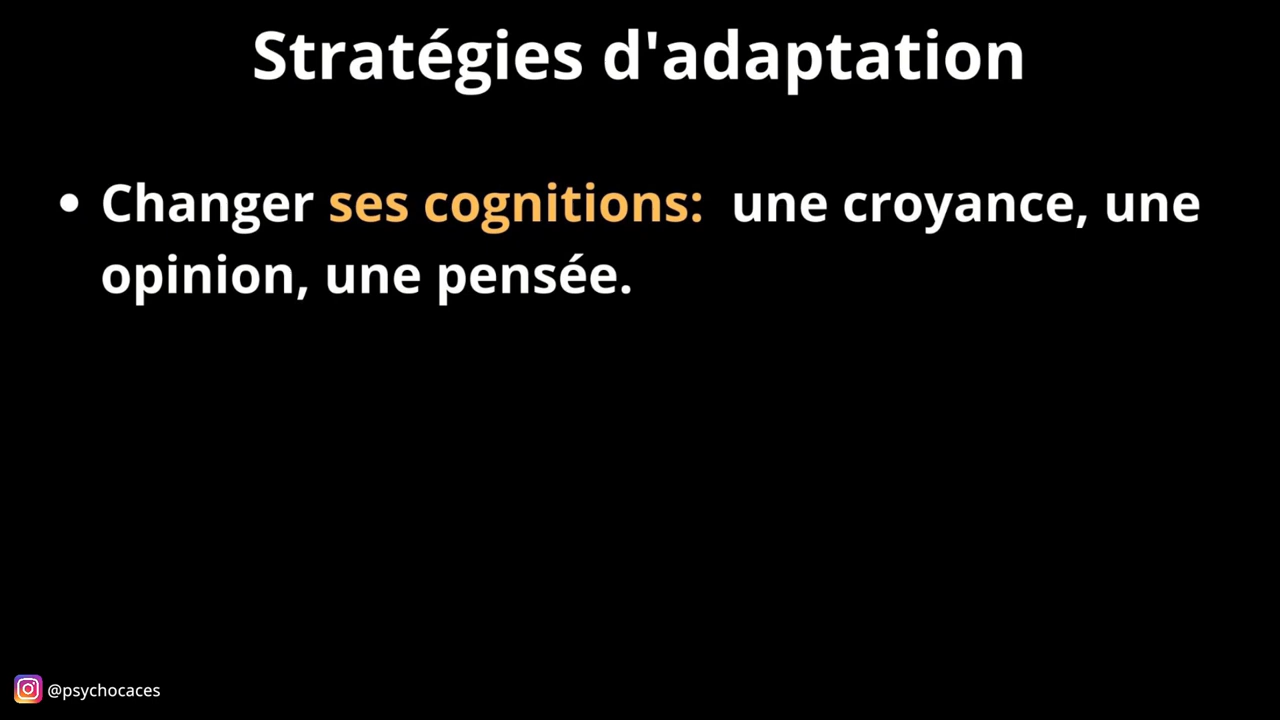 Stratégies d'adaptation
• Changer ses cognitions:  une croyance, une
opinion, une pensée.
@psychocaces